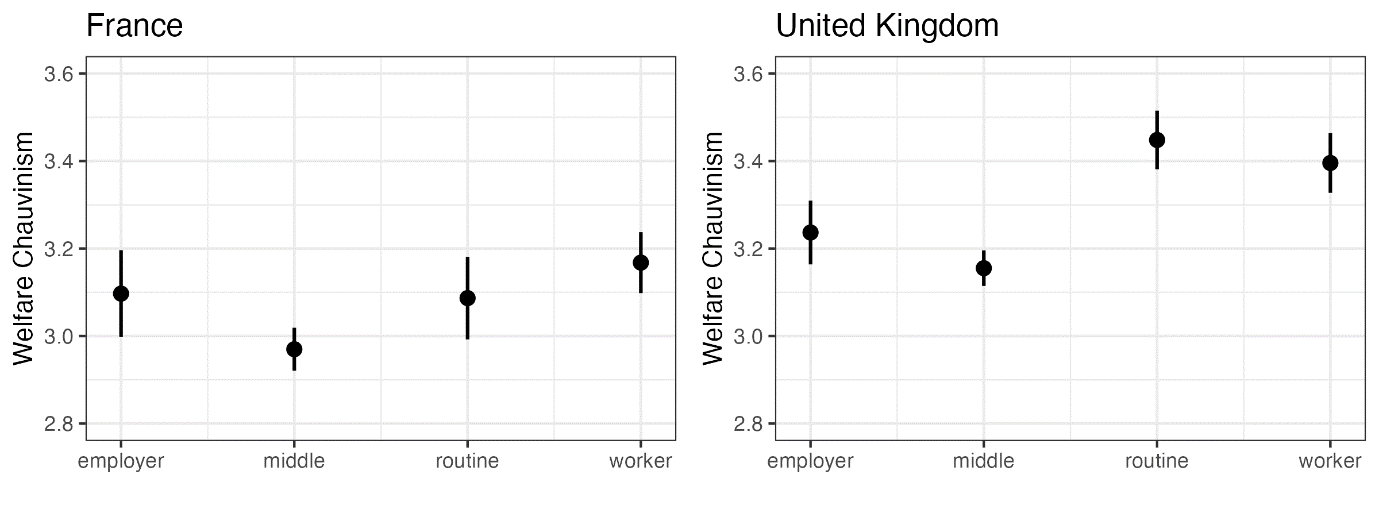 France
Welfare Chauvinism
3.6
3.4
3.2
3.0
2.8
employer middle routine worker
United Kingdom
Welfare Chauvinism
3.6
3.4
3.2
3.0
2.8
employer middle routine worker